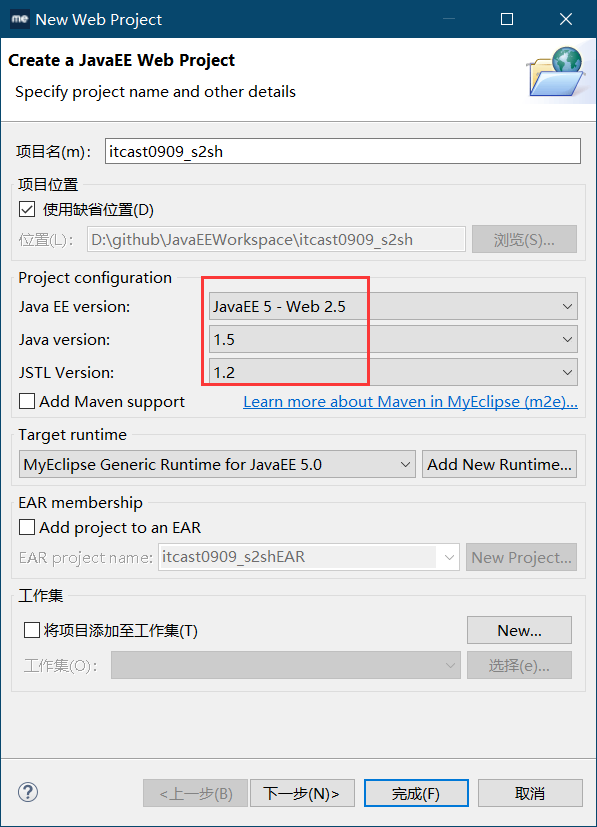 me New Web Project
Create a JavaEE Web Project
Specify project name and other details
项目名(m): itcast0909_s2sh
项目位置
使用缺省位置(D)
位置(L): D:\github\JavaEEWorkspace\itcast0909_s2sh 浏览(S)...
Project configuration
Java EE version: JavaEE 5 - Web 2.5
Java version: 1.5
JSTL Version: 1.2
Add Maven support Learn more about Maven in MyEclipse (m2e)...
Target runtime
MyEclipse Generic Runtime for JavaEE 5.0 Add New Runtime...
EAR membership
Add project to an EAR
EAR project name: itcast0909_s2shEAR New Project...
工作集
将项目添加至工作集(T) New...
工作集(O): 选择(e)...
? <上一步(B) 下一步(N)> 完成(F) 取消